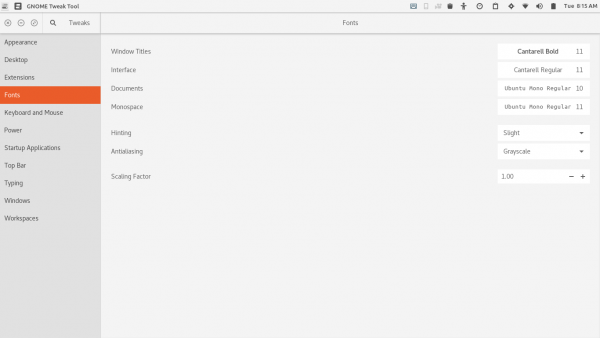 GNOME Tweak Tool
Tue 8:15 AM
Tweaks
Fonts
Appearance
Desktop
Extensions
Fonts
Keyboard and Mouse
Power
Startup Applications
Top Bar
Typing
Windows
Workspaces
Window Titles Cantarell Bold 11
Interface Cantarell Regular 11
Documents Ubuntu Mono Regular 10
Monospace Ubuntu Mono Regular 11
Hinting Slight
Antialiasing Grayscale
Scaling Factor 1.00 − +